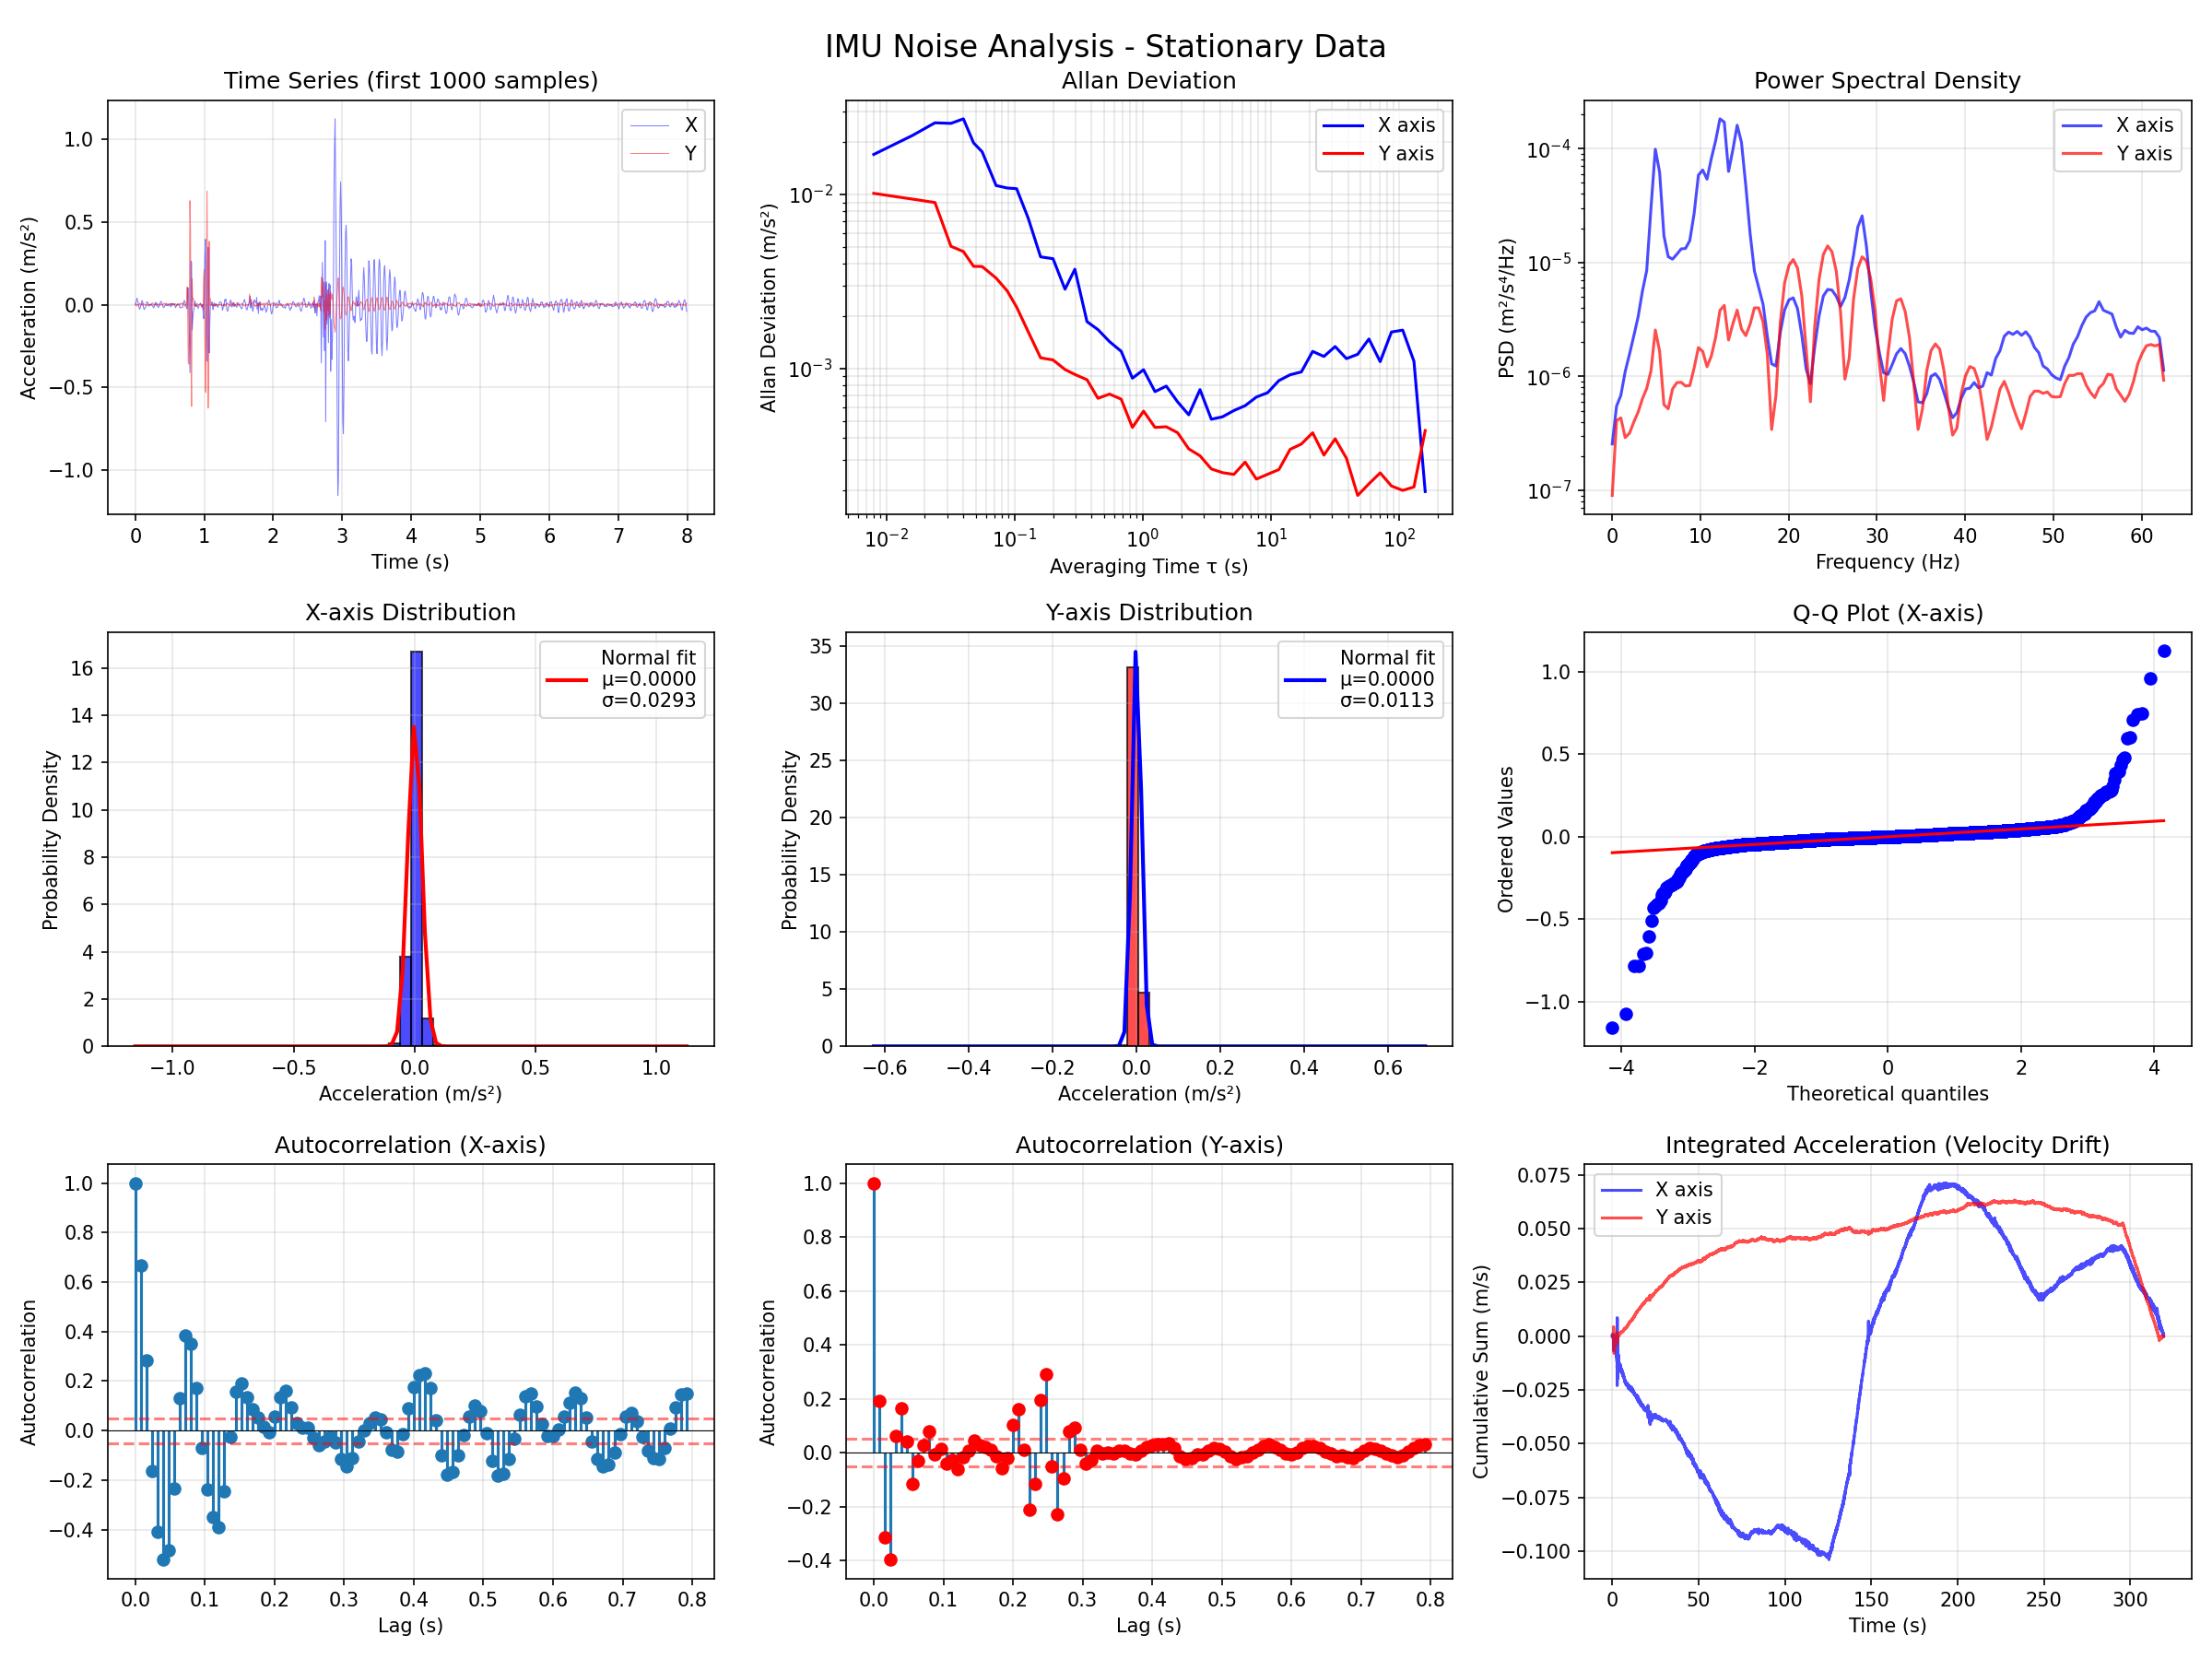 IMU Noise Analysis - Stationary Data
Time Series (first 1000 samples)
Acceleration (m/s²)
1.0
0.5
0.0
−0.5
−1.0
0
1
2
3
4
5
6
7
8
Time (s)
X
Y
Allan Deviation
Allan Deviation (m/s²)
10⁻²
10⁻³
10⁻²
10⁻¹
10⁰
10¹
10²
Averaging Time τ (s)
X axis
Y axis
Power Spectral Density
PSD (m²/s⁴/Hz)
10⁻⁴
10⁻⁵
10⁻⁶
10⁻⁷
0
10
20
30
40
50
60
Frequency (Hz)
X axis
Y axis
X-axis Distribution
Probability Density
16
14
12
10
8
6
4
2
0
−1.0
−0.5
0.0
0.5
1.0
Acceleration (m/s²)
Normal fit
μ=0.0000
σ=0.0293
Y-axis Distribution
Probability Density
35
30
25
20
15
10
5
0
−0.6
−0.4
−0.2
0.0
0.2
0.4
0.6
Acceleration (m/s²)
Normal fit
μ=0.0000
σ=0.0113
Q-Q Plot (X-axis)
Ordered Values
1.0
0.5
0.0
−0.5
−1.0
−4
−2
0
2
4
Theoretical quantiles
Autocorrelation (X-axis)
Autocorrelation
1.0
0.8
0.6
0.4
0.2
0.0
−0.2
−0.4
0.0
0.1
0.2
0.3
0.4
0.5
0.6
0.7
0.8
Lag (s)
Autocorrelation (Y-axis)
Autocorrelation
1.0
0.8
0.6
0.4
0.2
0.0
−0.2
−0.4
0.0
0.1
0.2
0.3
0.4
0.5
0.6
0.7
0.8
Lag (s)
Integrated Acceleration (Velocity Drift)
Cumulative Sum (m/s)
0.075
0.050
0.025
0.000
−0.025
−0.050
−0.075
−0.100
0
50
100
150
200
250
300
Time (s)
X axis
Y axis